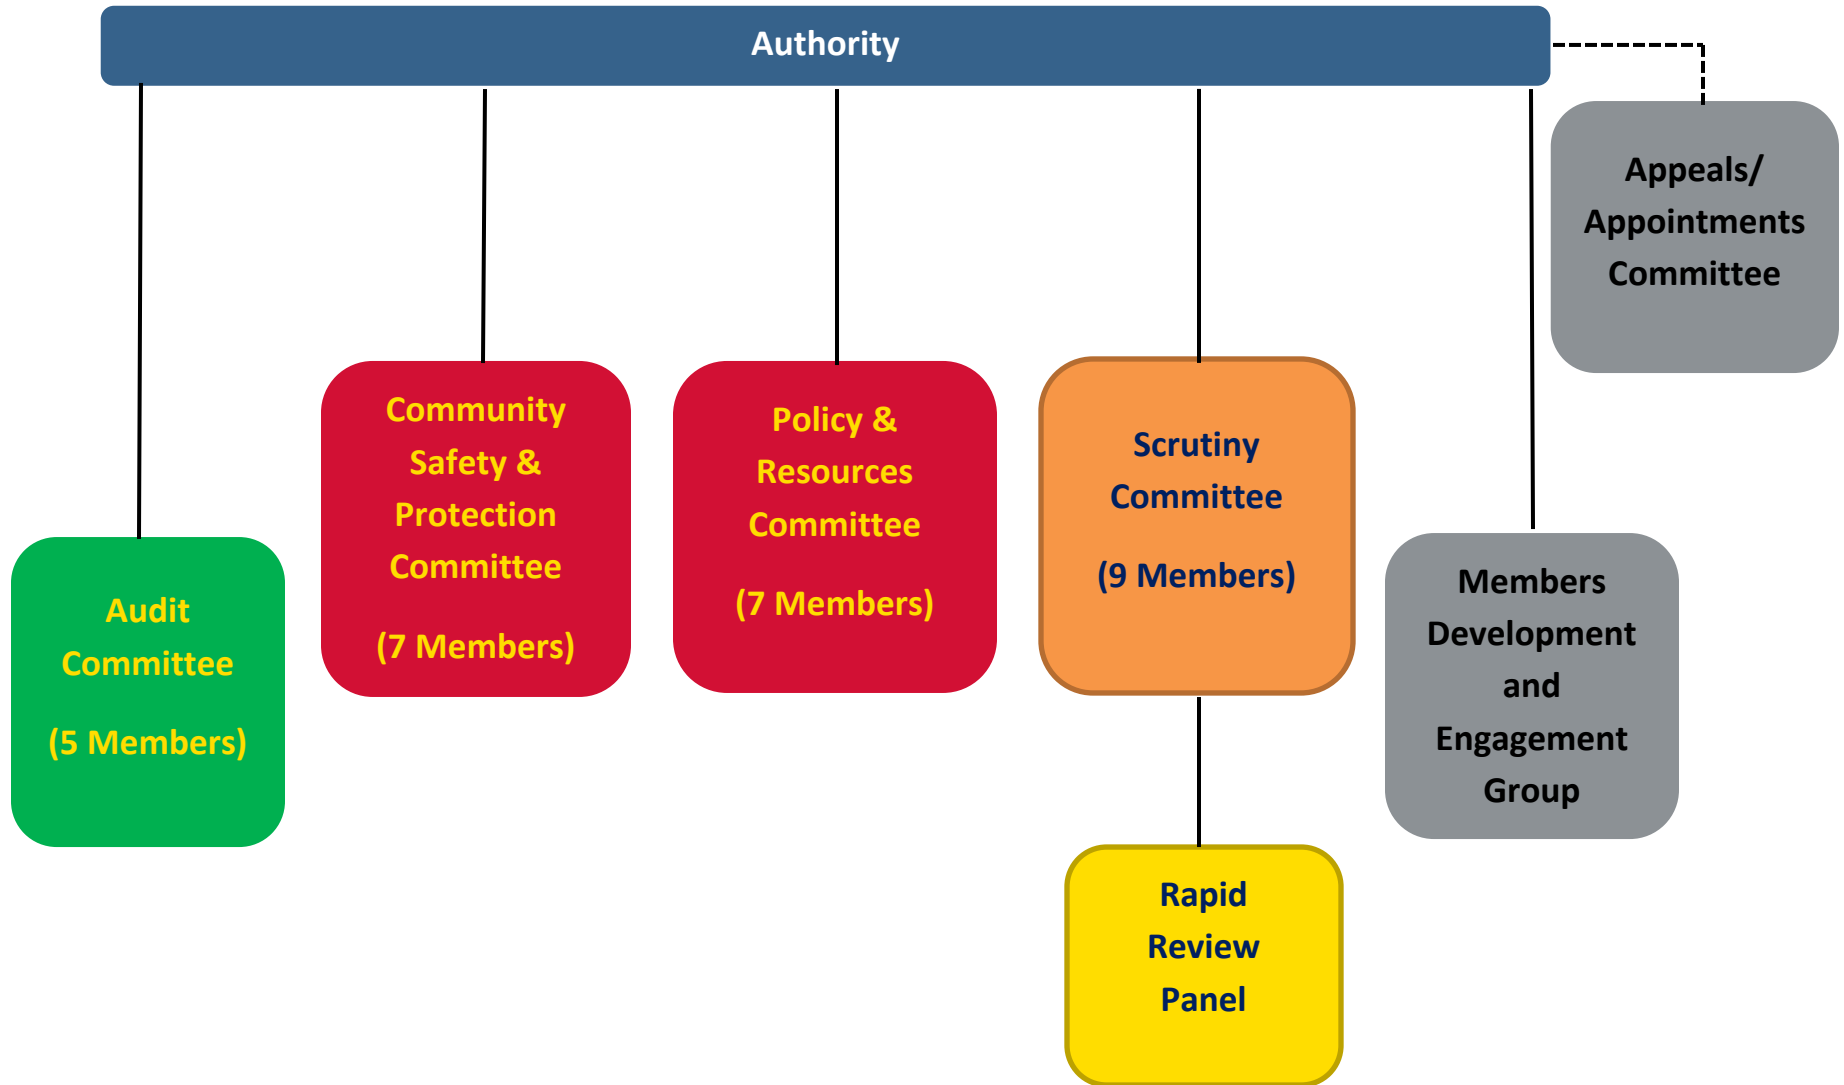 Authority
Appeals/
Appointments
Committee
Community
Safety &
Protection
Committee
(7 Members)
Policy &
Resources
Committee
(7 Members)
Scrutiny
Committee
(9 Members)
Audit
Committee
(5 Members)
Members
Development
and
Engagement
Group
Rapid
Review
Panel